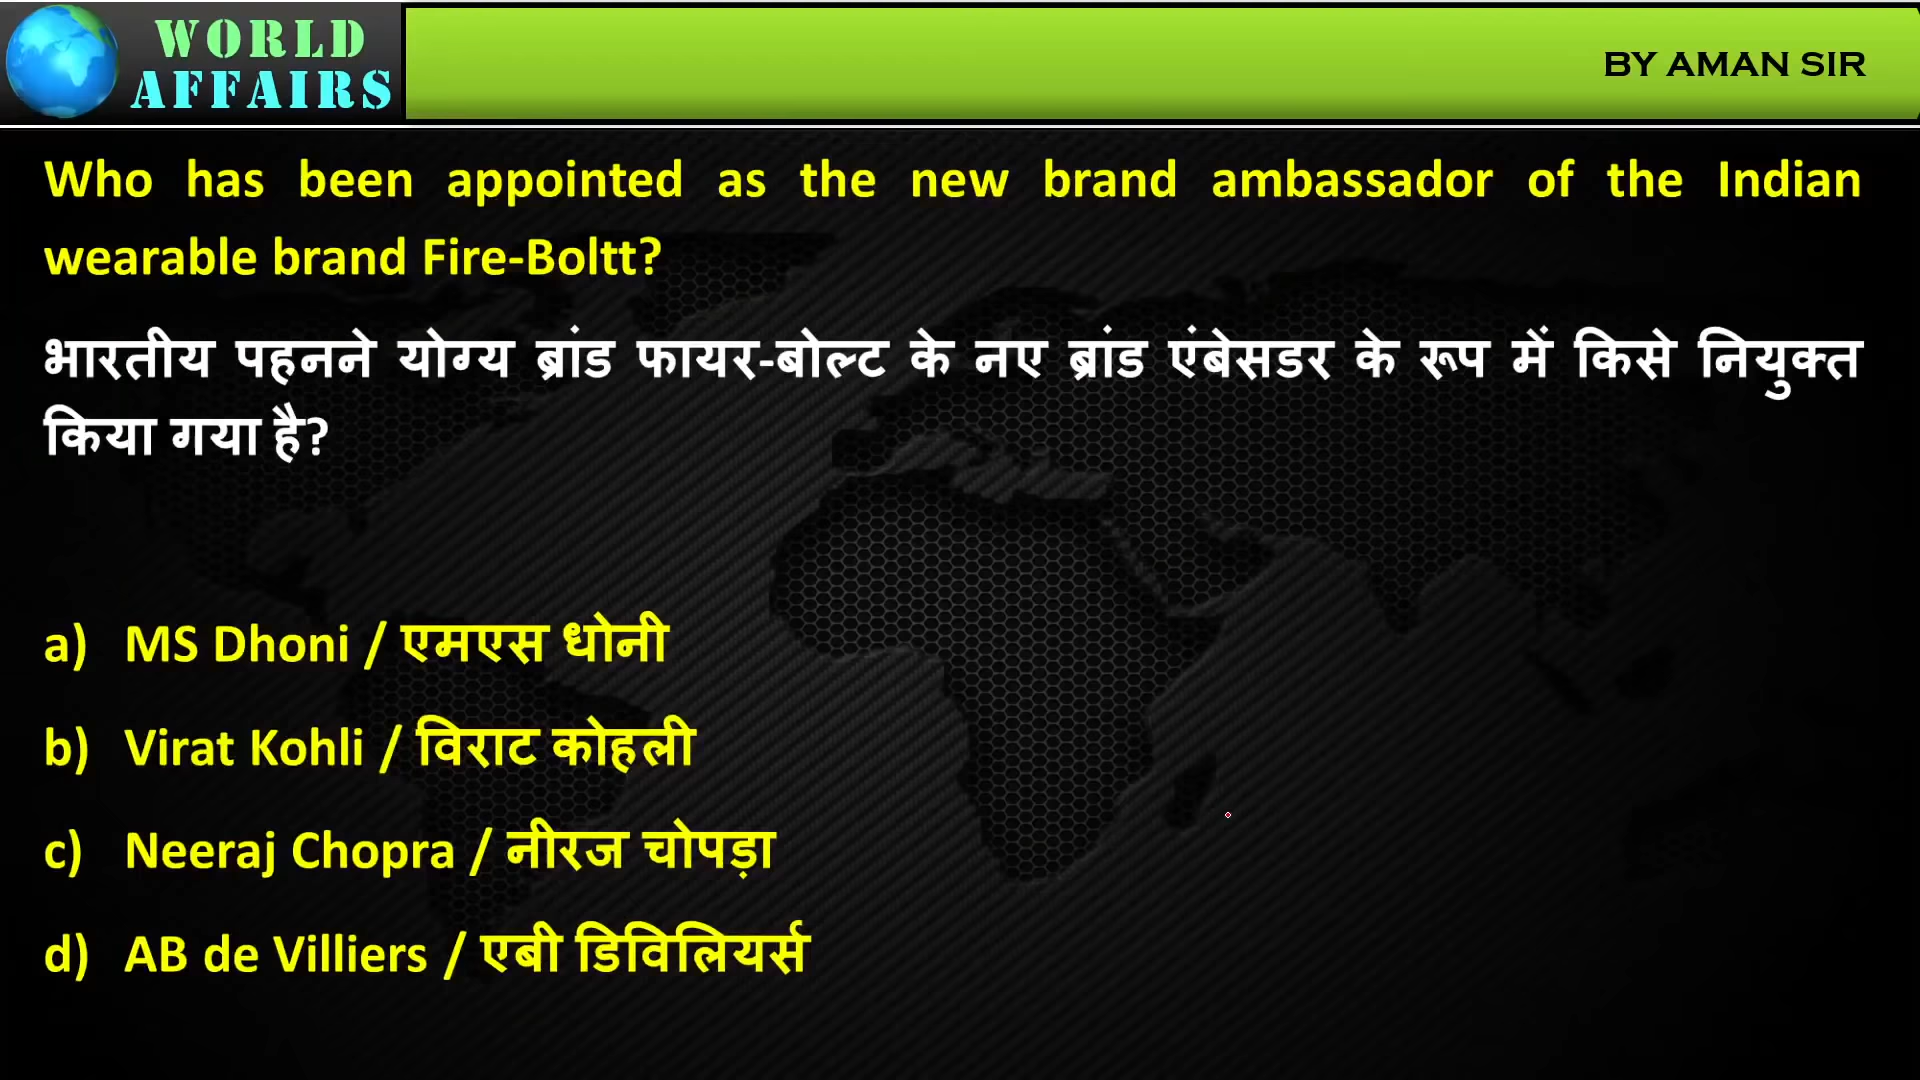 WORLD
AFFAIRS
BY AMAN SIR
Who has been appointed as the new brand ambassador of the Indian
wearable brand Fire-Boltt?
भारतीय पहनने योग्य ब्रांड फायर-बोल्ट के नए ब्रांड एंबेसडर के रूप में किसे नियुक्त
किया गया है?
a) MS Dhoni / एमएस धोनी
b) Virat Kohli / विराट कोहली
c) Neeraj Chopra / नीरज चोपड़ा
d) AB de Villiers / एबी डिविलियर्स